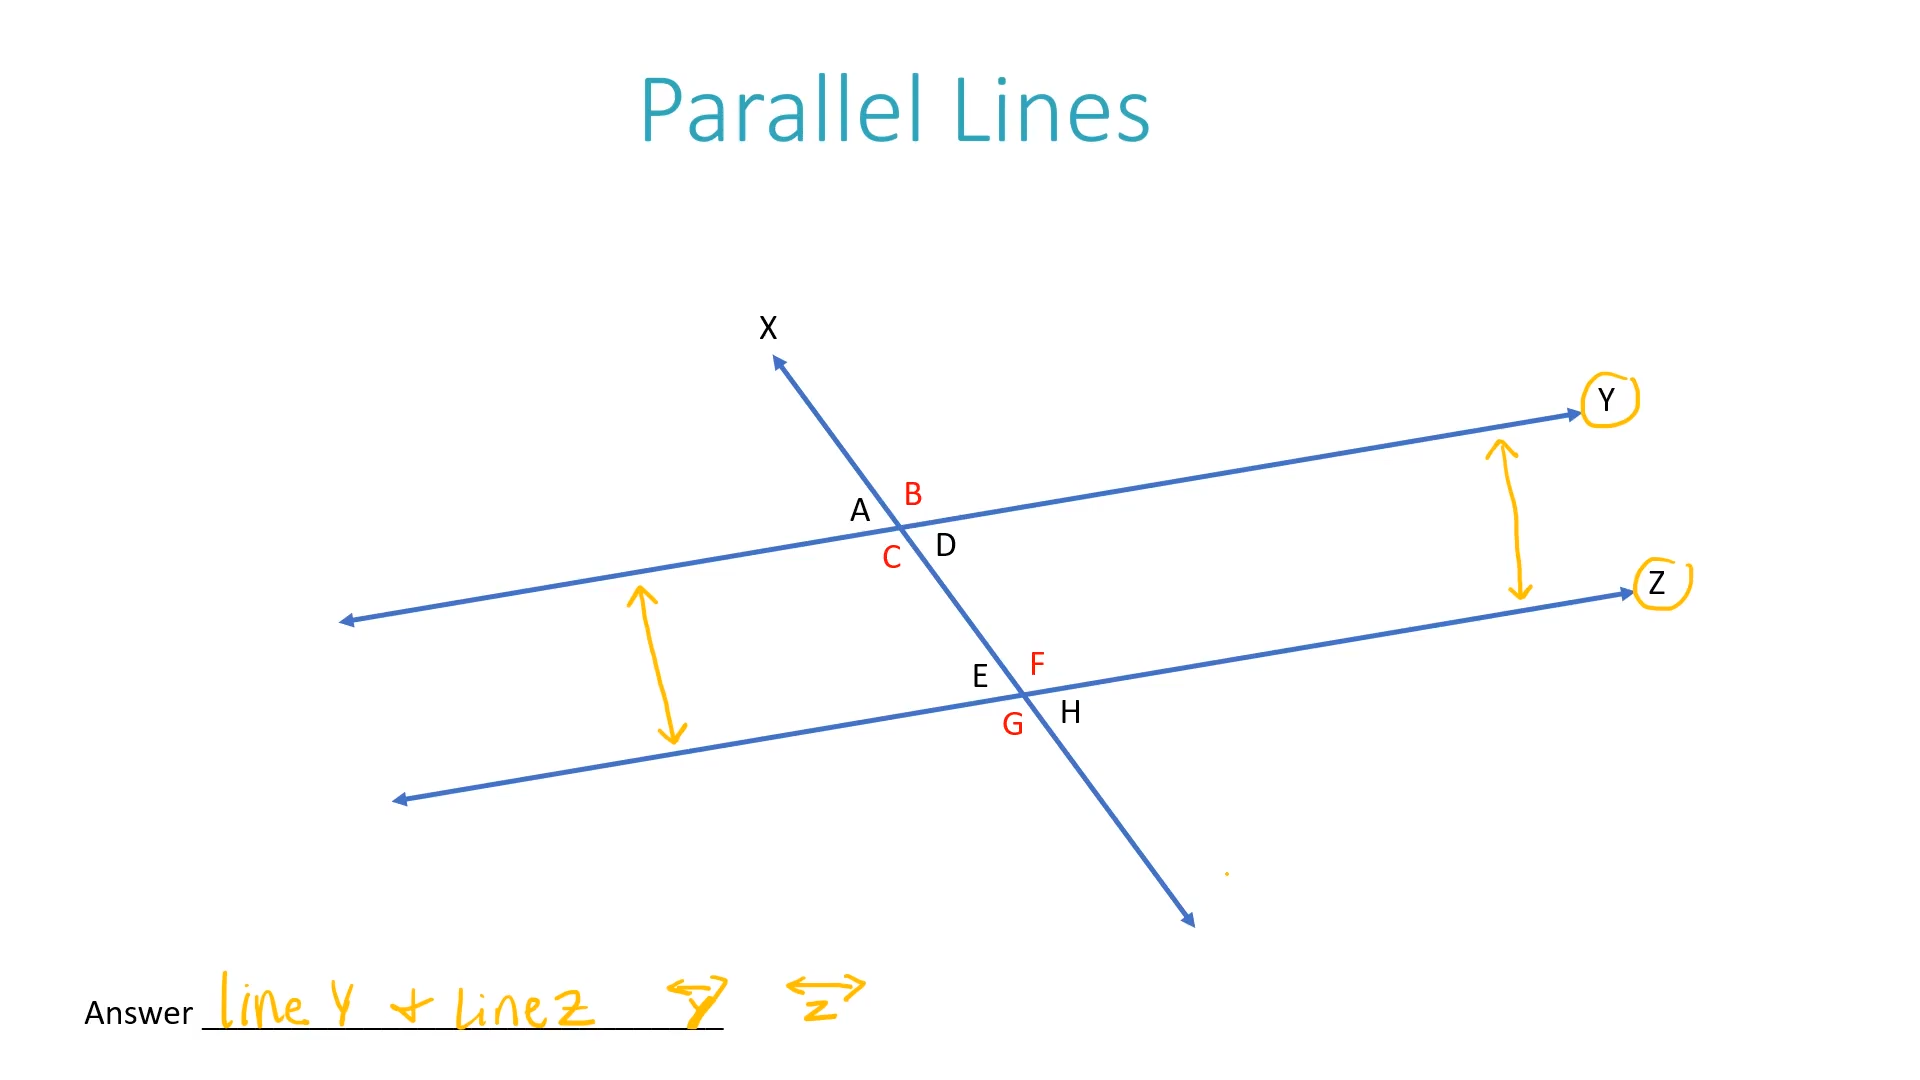 Parallel Lines
X
Y
A B
C D
Z
E F
G H
Answer line Y + line Z Y Z